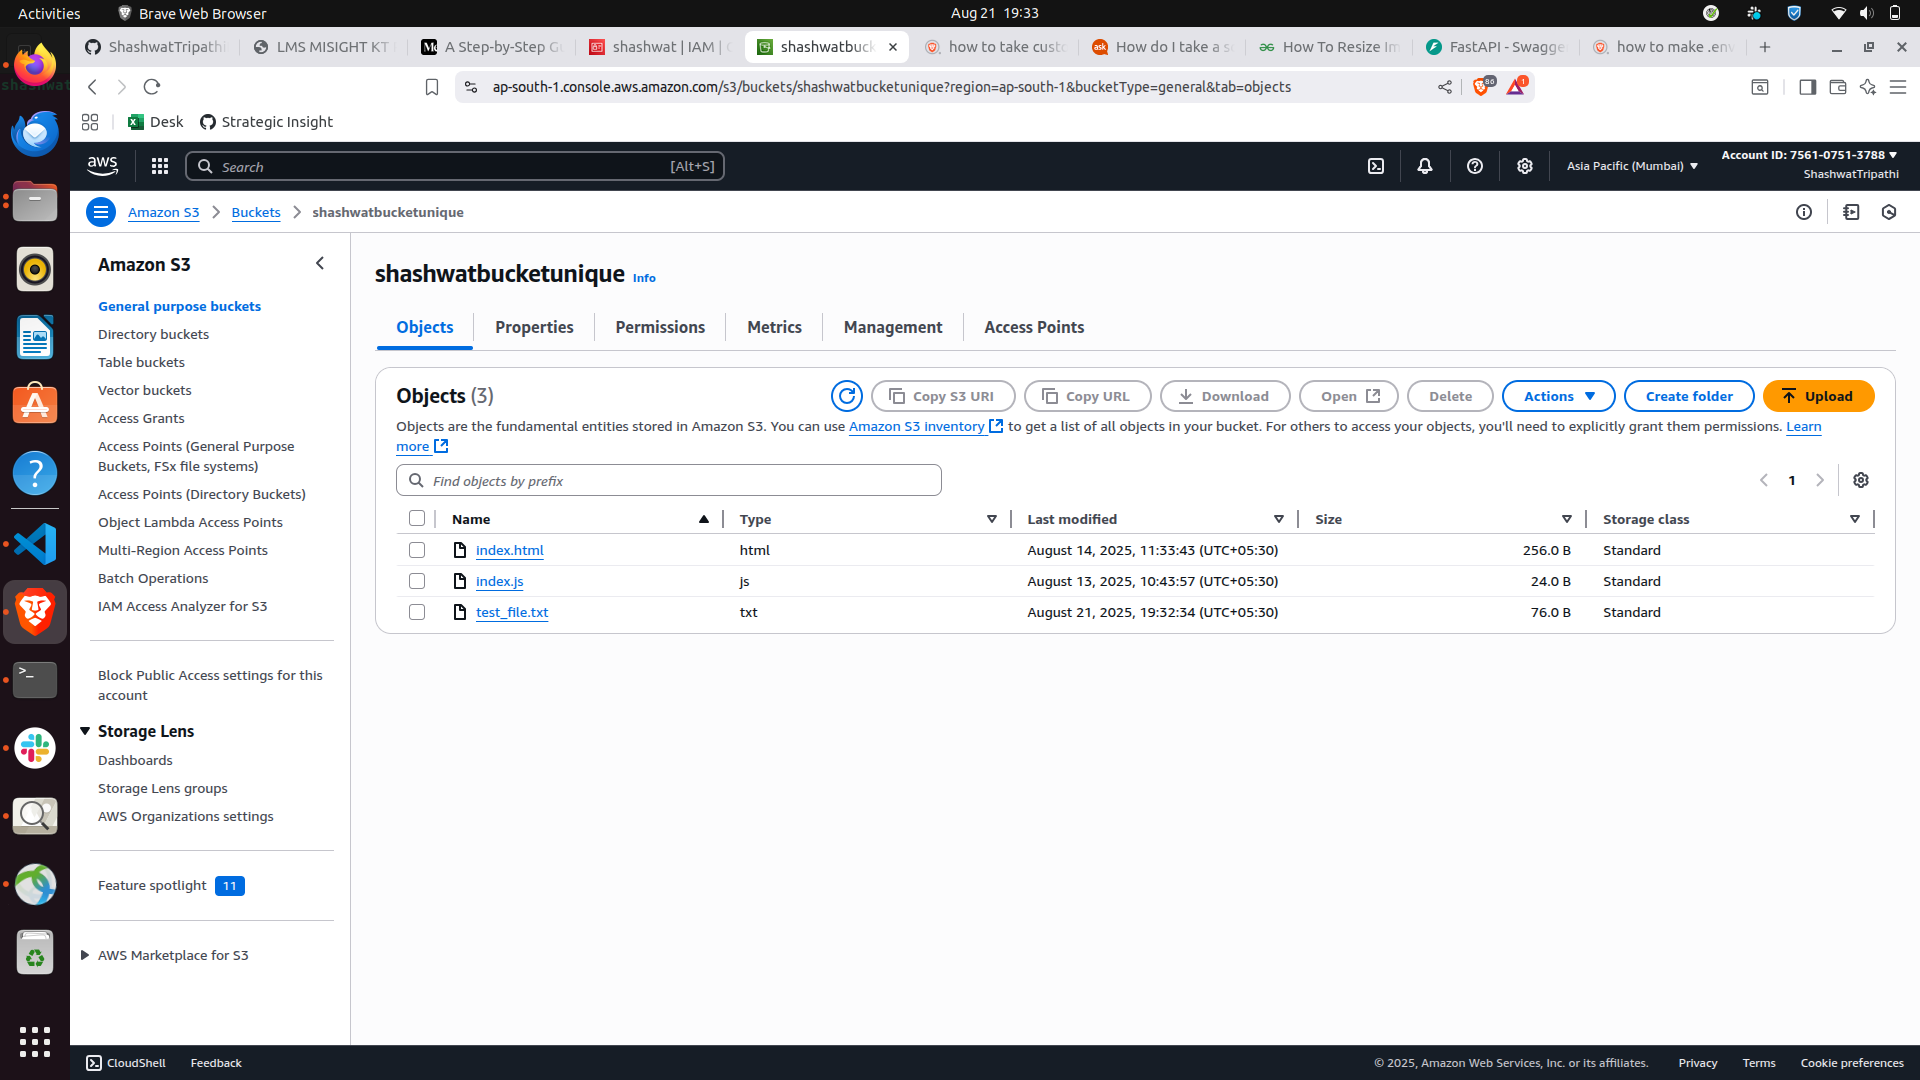 Activities
Brave Web Browser
Aug 21 19:33
ShashwatTripathi
LMS MISIGHT KT
A Step-by-Step G
shashwat | IAM |
shashwatbuck
how to take cust
How do I take a s
How To Resize Im
FastAPI - Swagge
how to make .env
ap-south-1.console.aws.amazon.com/s3/buckets/shashwatbucketunique?region=ap-south-1&bucketType=general&tab=objects
86
1
Desk
Strategic Insight
aws
Search
[Alt+S]
Asia Pacific (Mumbai)
Account ID: 7561-0751-3788
ShashwatTripathi
Amazon S3
Buckets
shashwatbucketunique
Amazon S3
General purpose buckets
Directory buckets
Table buckets
Vector buckets
Access Grants
Access Points (General Purpose
Buckets, FSx file systems)
Access Points (Directory Buckets)
Object Lambda Access Points
Multi-Region Access Points
Batch Operations
IAM Access Analyzer for S3
Block Public Access settings for this
account
Storage Lens
Dashboards
Storage Lens groups
AWS Organizations settings
Feature spotlight 11
AWS Marketplace for S3
shashwatbucketunique Info
Objects
Properties
Permissions
Metrics
Management
Access Points
Objects (3)
Copy S3 URI
Copy URL
Download
Open
Delete
Actions
Create folder
Upload
Objects are the fundamental entities stored in Amazon S3. You can use Amazon S3 inventory to get a list of all objects in your bucket. For others to access your objects, you'll need to explicitly grant them permissions. Learn
more
Find objects by prefix
1
Name Type Last modified Size Storage class
index.html html August 14, 2025, 11:33:43 (UTC+05:30) 256.0 B Standard
index.js js August 13, 2025, 10:43:57 (UTC+05:30) 24.0 B Standard
test_file.txt txt August 21, 2025, 19:32:34 (UTC+05:30) 76.0 B Standard
CloudShell
Feedback
© 2025, Amazon Web Services, Inc. or its affiliates.
Privacy
Terms
Cookie preferences